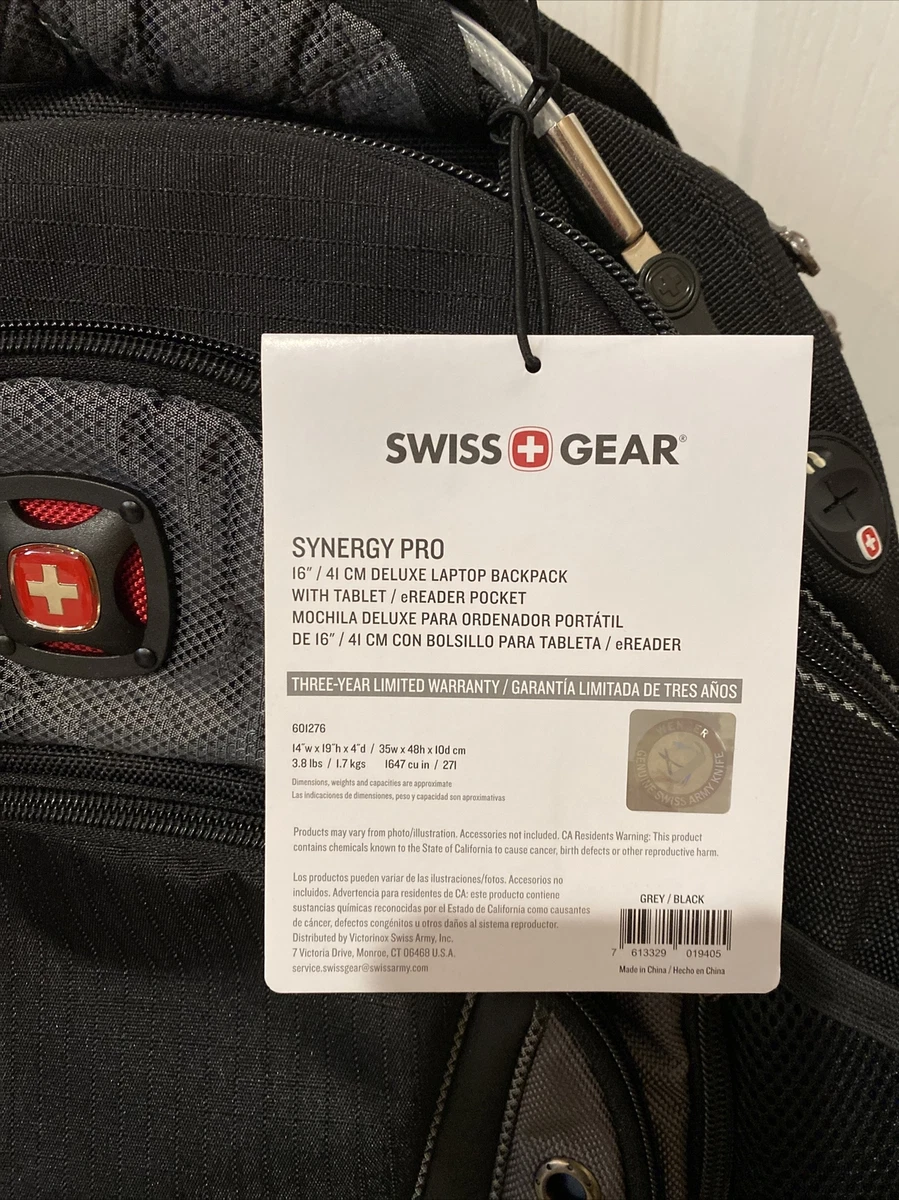 SWISS GEAR®
SYNERGY PRO
16" / 41 CM DELUXE LAPTOP BACKPACK
WITH TABLET / eREADER POCKET
MOCHILA DELUXE PARA ORDENADOR PORTÁTIL
DE 16" / 41 CM CON BOLSILLO PARA TABLETA / eREADER
THREE-YEAR LIMITED WARRANTY / GARANTÍA LIMITADA DE TRES AÑOS
601276
14"w x 19"h x 4"d / 35w x 48h x 10d cm
3.8 lbs / 1.7 kgs 1647 cu in / 27l
Dimensions, weights and capacities are approximate
Las indicaciones de dimensiones, peso y capacidad son aproximativas
WENGER
GENUINE SWISS ARMY KNIFE
Products may vary from photo/illustration. Accessories not included. CA Residents Warning: This product
contains chemicals known to the State of California to cause cancer, birth defects or other reproductive harm.
Los productos pueden variar de las ilustraciones/fotos. Accesorios no
incluidos. Advertencia para residentes de CA: este producto contiene
sustancias químicas reconocidas por el Estado de California como causantes
de cáncer, defectos congénitos u otros daños al sistema reproductor.
Distributed by Victorinox Swiss Army, Inc.
7 Victoria Drive, Monroe, CT 06468 U.S.A.
service.swissgear@swissarmy.com
GREY / BLACK
7 613329 019405
Made in China / Hecho en China